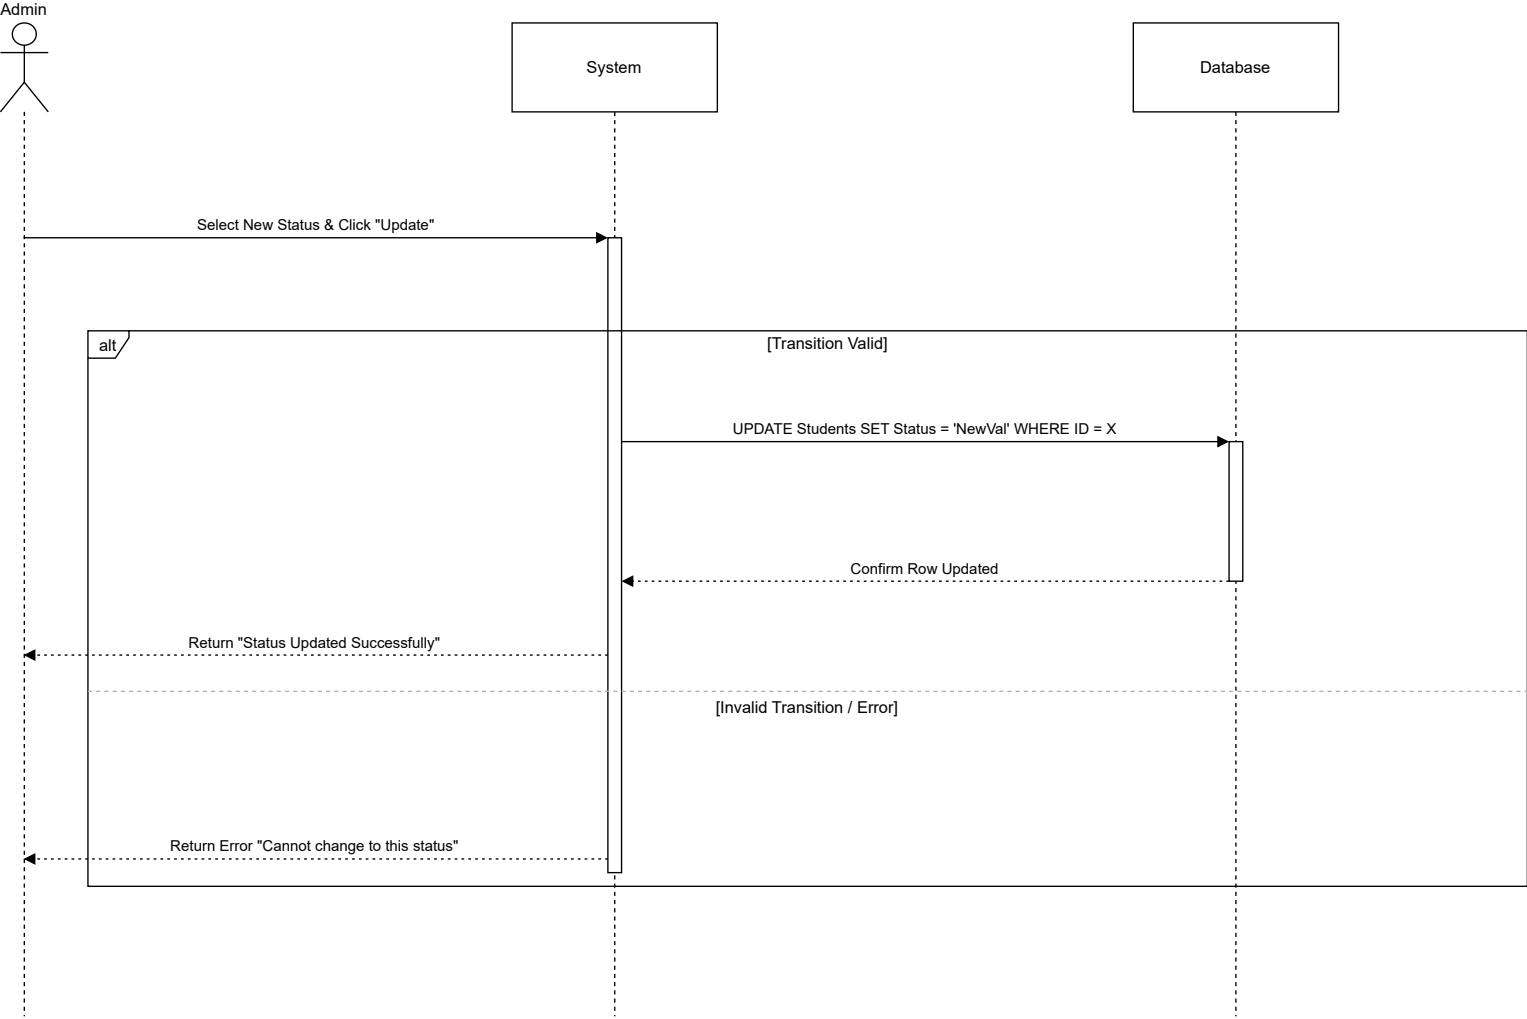 Admin
System
Database
Select New Status & Click "Update"
alt
[Transition Valid]
UPDATE Students SET Status = 'NewVal' WHERE ID = X
Confirm Row Updated
Return "Status Updated Successfully"
[Invalid Transition / Error]
Return Error "Cannot change to this status"